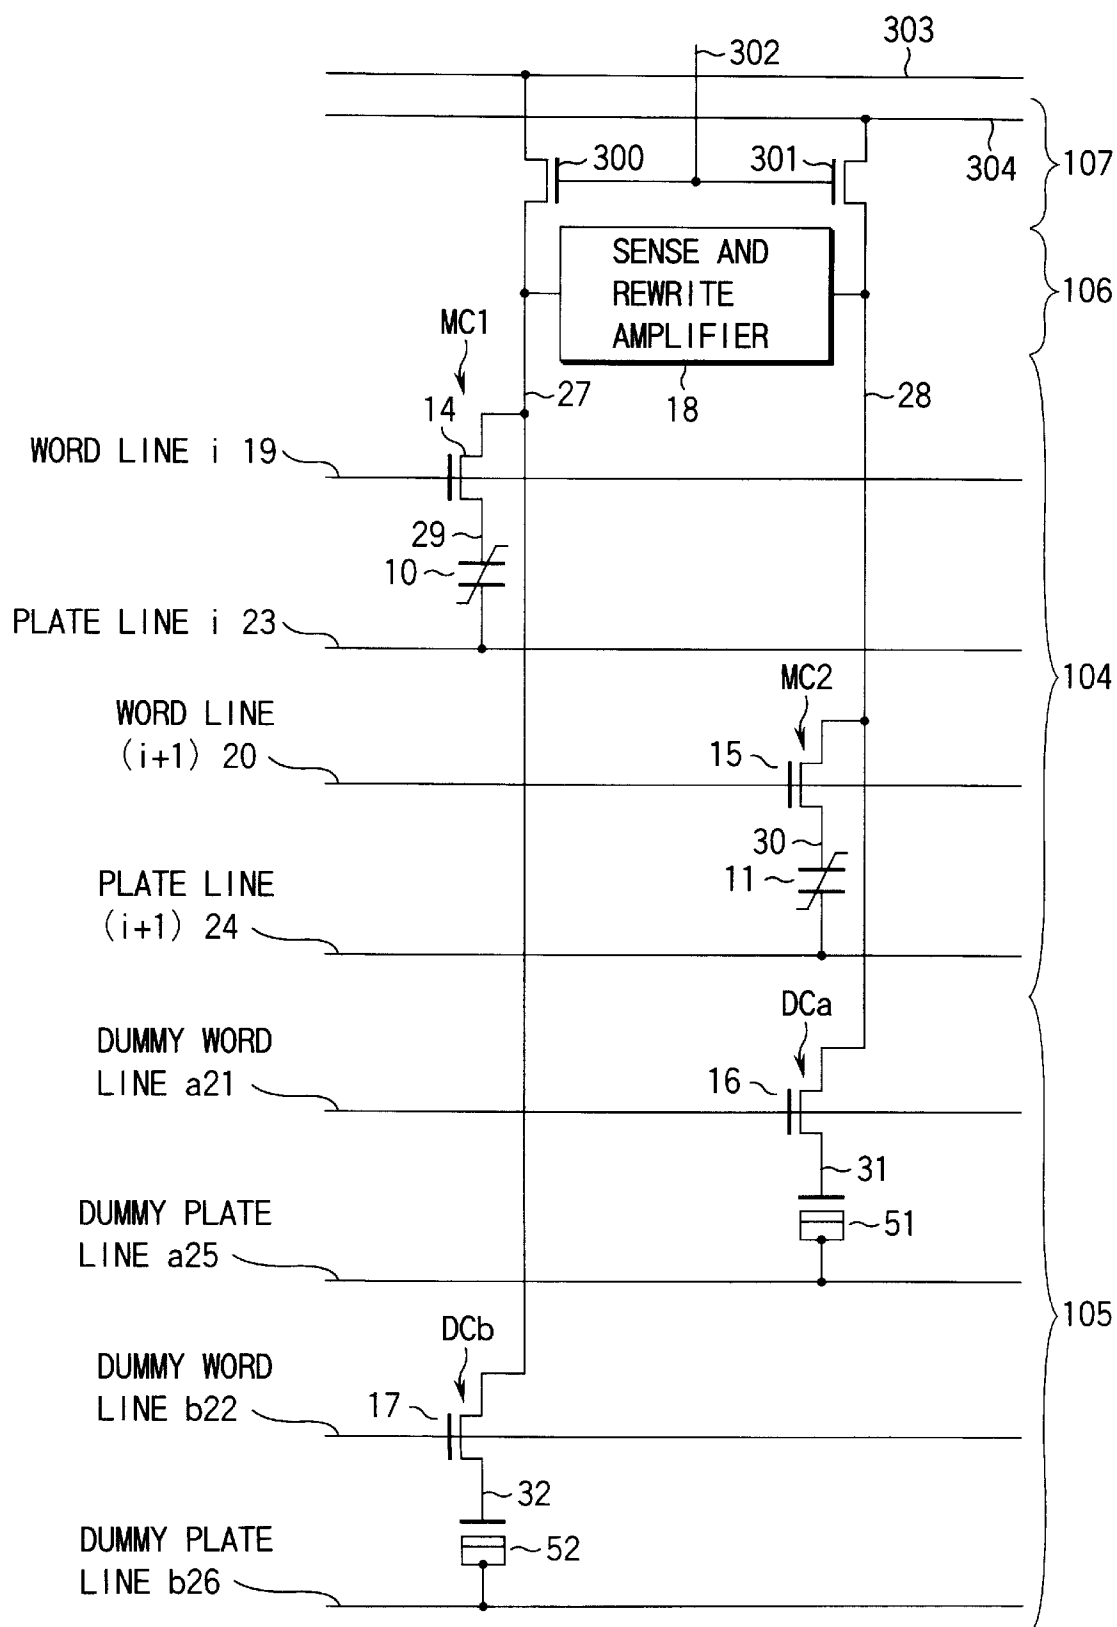 303
302
304
300
301
107
SENSE AND
REWRITE
AMPLIFIER
106
MC1
14
27
18
28
WORD LINE i 19
29
10
PLATE LINE i 23
104
MC2
WORD LINE
(i+1) 20
15
30
11
PLATE LINE
(i+1) 24
DCa
DUMMY WORD
LINE a21
16
31
51
DUMMY PLATE
LINE a25
105
DCb
DUMMY WORD
LINE b22
17
32
52
DUMMY PLATE
LINE b26